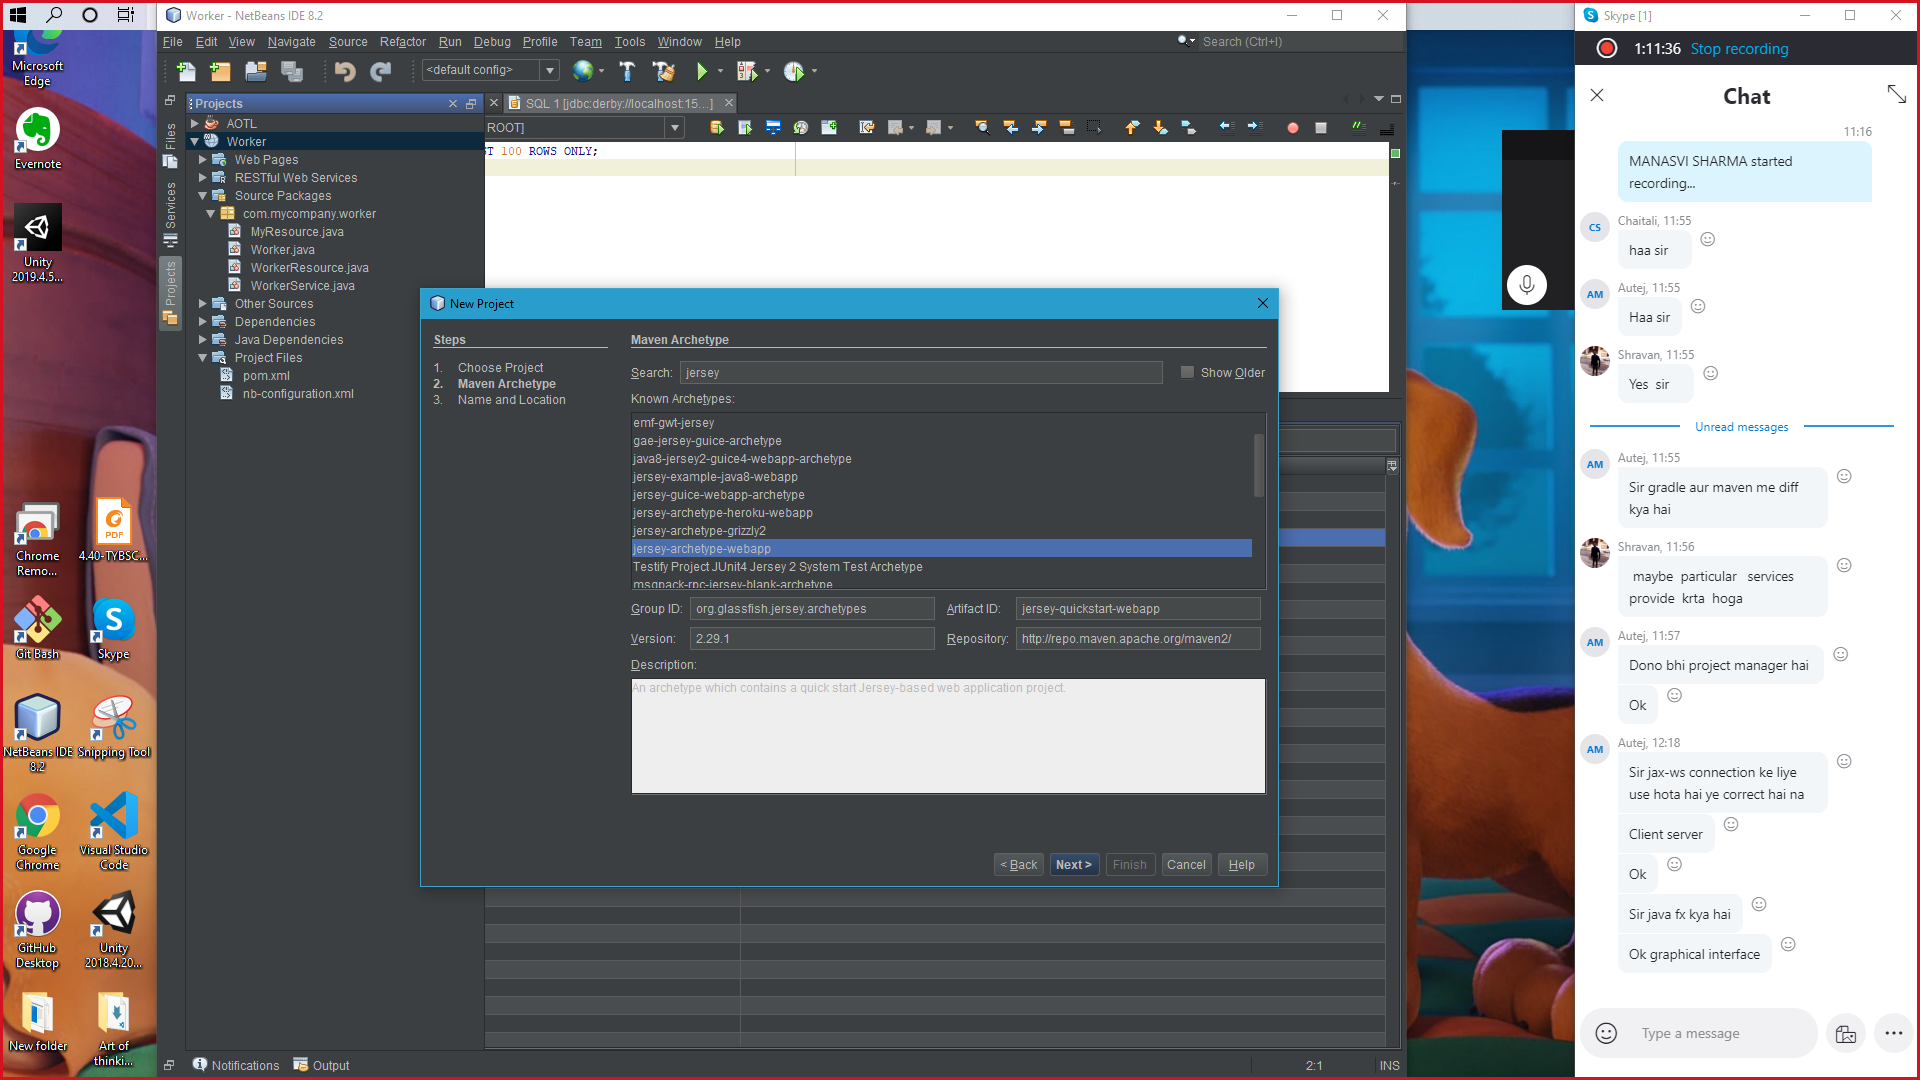 Worker - NetBeans IDE 8.2
File Edit View Navigate Source Refactor Run Debug Profile Team Tools Window Help
Search (Ctrl+I)
<default config>
Projects
SQL 1 [jdbc:derby://localhost:15...]
Files
Services
Projects
AOTL
Worker
Web Pages
RESTful Web Services
Source Packages
com.mycompany.worker
MyResource.java
Worker.java
WorkerResource.java
WorkerService.java
Other Sources
Dependencies
Java Dependencies
Project Files
pom.xml
nb-configuration.xml
ROOT]
ST 100 ROWS ONLY;
New Project
Steps
1. Choose Project
2. Maven Archetype
3. Name and Location
Maven Archetype
Search: jersey
Show Older
Known Archetypes:
emf-gwt-jersey
gae-jersey-guice-archetype
java8-jersey2-guice4-webapp-archetype
jersey-example-java8-webapp
jersey-guice-webapp-archetype
jersey-archetype-heroku-webapp
jersey-archetype-grizzly2
jersey-archetype-webapp
Testify Project JUnit4 Jersey 2 System Test Archetype
msgpack-rpc-jersey-blank-archetype
Group ID: org.glassfish.jersey.archetypes Artifact ID: jersey-quickstart-webapp
Version: 2.29.1 Repository: http://repo.maven.apache.org/maven2/
Description:
An archetype which contains a quick start Jersey-based web application project.
< Back Next > Finish Cancel Help
Notifications Output
2:1 INS
Microsoft
Edge
Evernote
Unity
2019.4.5...
Chrome
Remo...
PDF
4.40-TYBSC...
Git Bash
Skype
NetBeans IDE
8.2
Snipping Tool
Google
Chrome
Visual Studio
Code
GitHub
Desktop
Unity
2018.4.20...
New folder
Art of
thinki...
Skype [1]
1:11:36 Stop recording
Chat
11:16
MANASVI SHARMA started
recording...
CS
Chaitali, 11:55
haa sir
AM
Autej, 11:55
Haa sir
Shravan, 11:55
Yes sir
Unread messages
AM
Autej, 11:55
Sir gradle aur maven me diff
kya hai
Shravan, 11:56
maybe particular services
provide krta hoga
AM
Autej, 11:57
Dono bhi project manager hai
Ok
AM
Autej, 12:18
Sir jax-ws connection ke liye
use hota hai ye correct hai na
Client server
Ok
Sir java fx kya hai
Ok graphical interface
Type a message